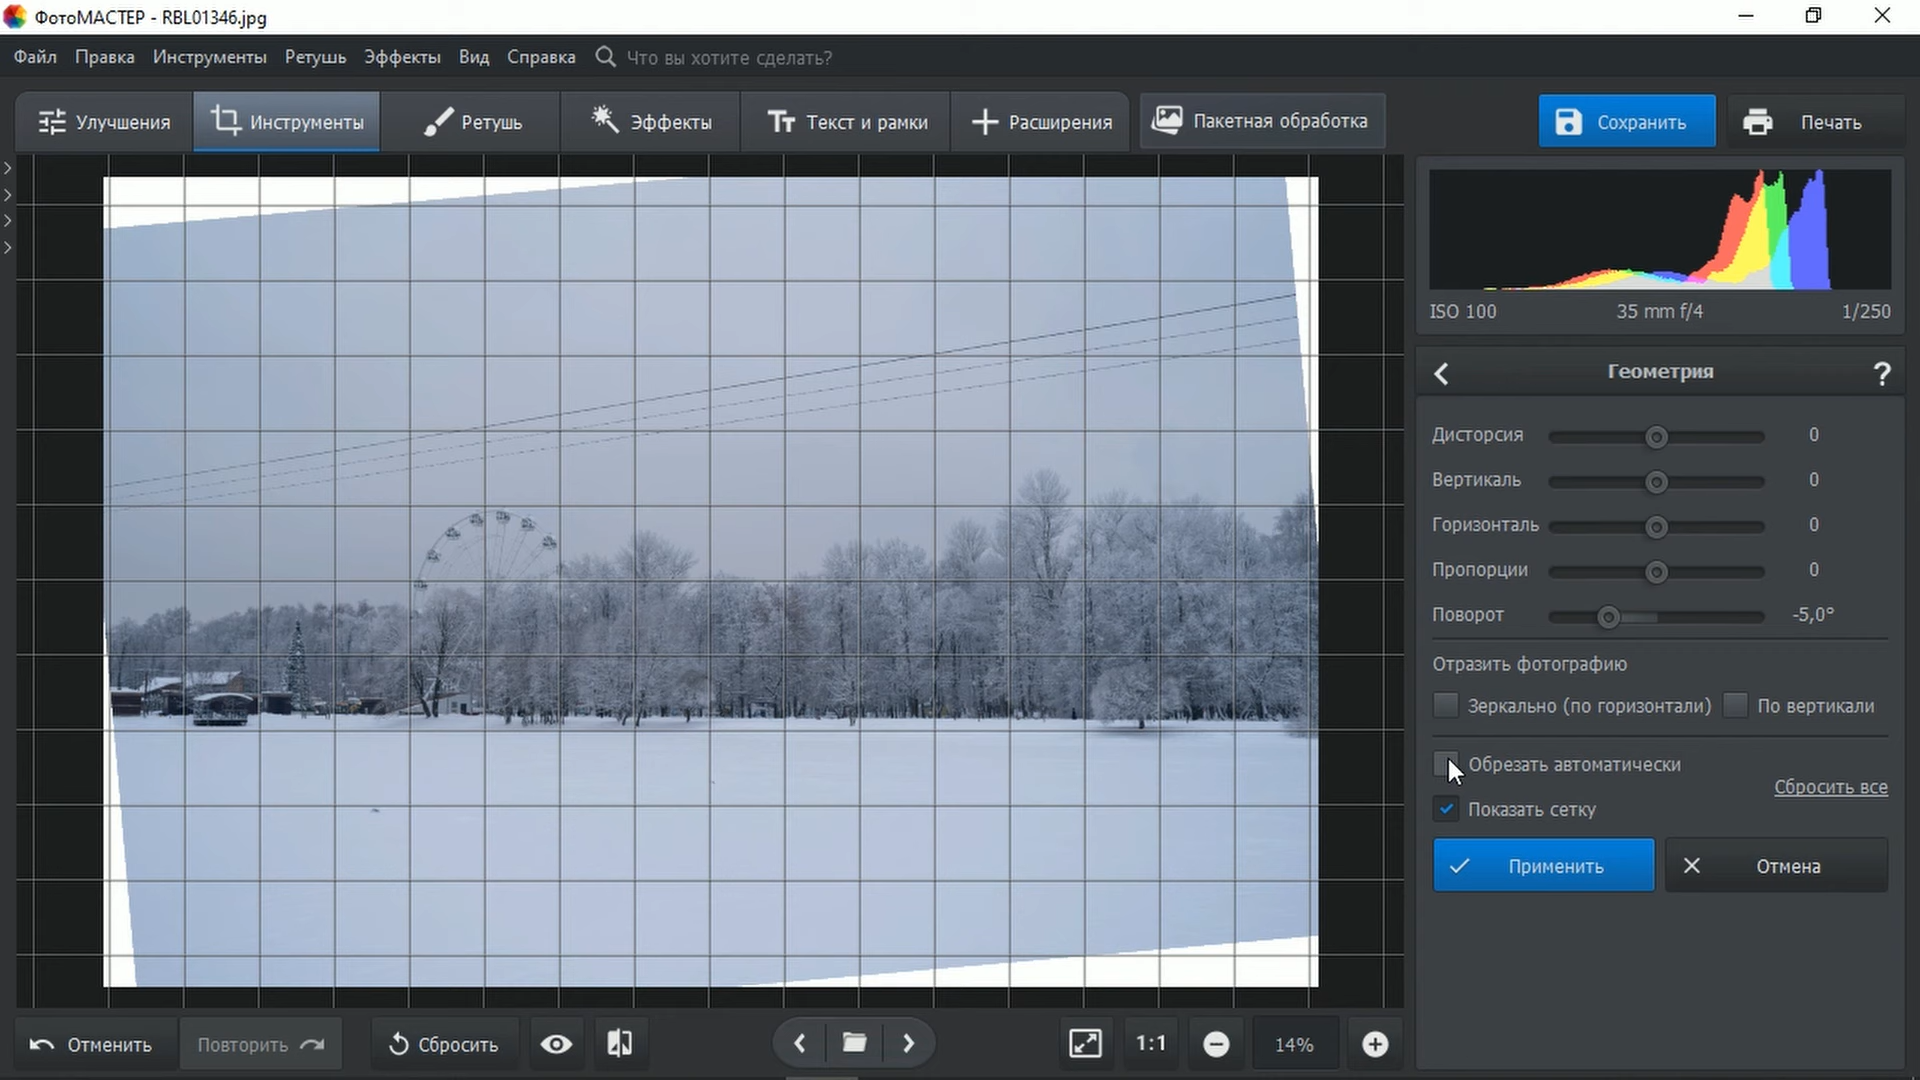 ФотоМАСТЕР - RBL01346.jpg
Файл Правка Инструменты Ретушь Эффекты Вид Справка Что вы хотите сделать?
Улучшения Инструменты Ретушь Эффекты Текст и рамки Расширения Пакетная обработка Сохранить Печать
ISO 100 35 mm f/4 1/250
Геометрия ?
Дисторсия 0
Вертикаль 0
Горизонталь 0
Пропорции 0
Поворот -5,0°
Отразить фотографию
Зеркально (по горизонтали) По вертикали
Обрезать автоматически
Сбросить все
Показать сетку
Применить Отмена
Отменить Повторить Сбросить 1:1 14%